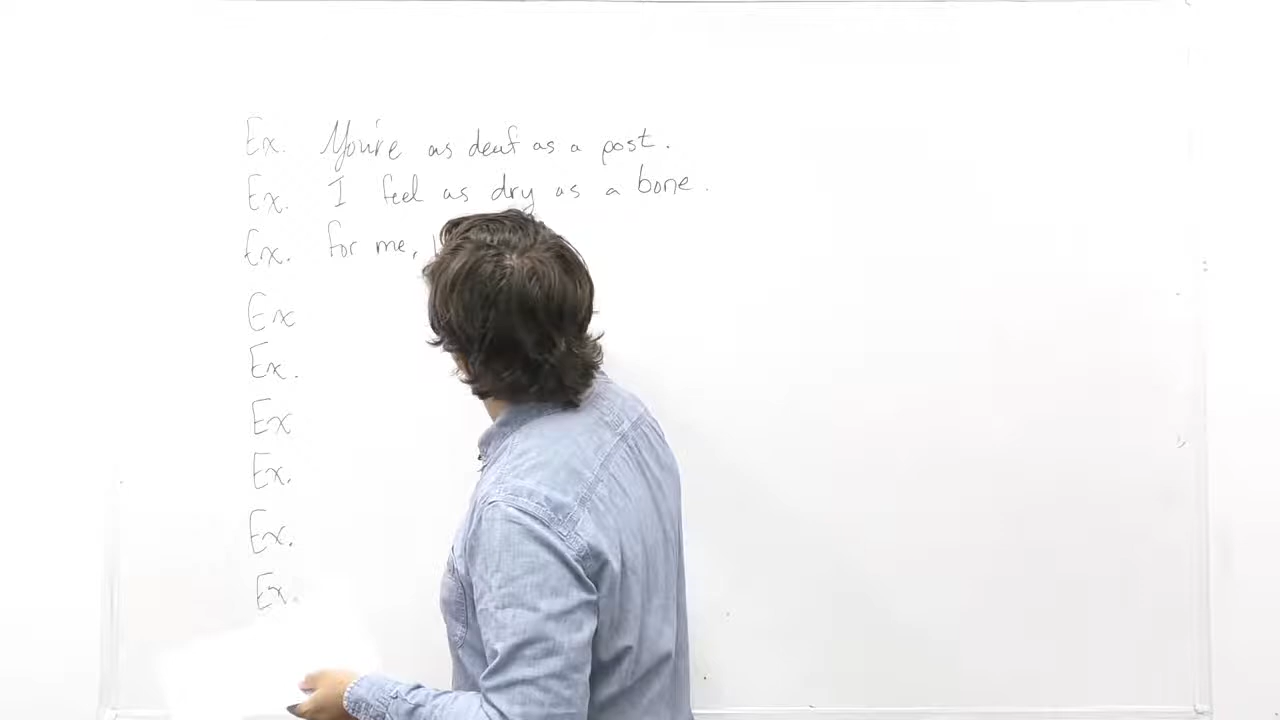 Ex. You're as deaf as a post.
Ex. I feel as dry as a bone.
Ex. for me,
Ex
Ex.
Ex
Ex.
Ex.
Ex.